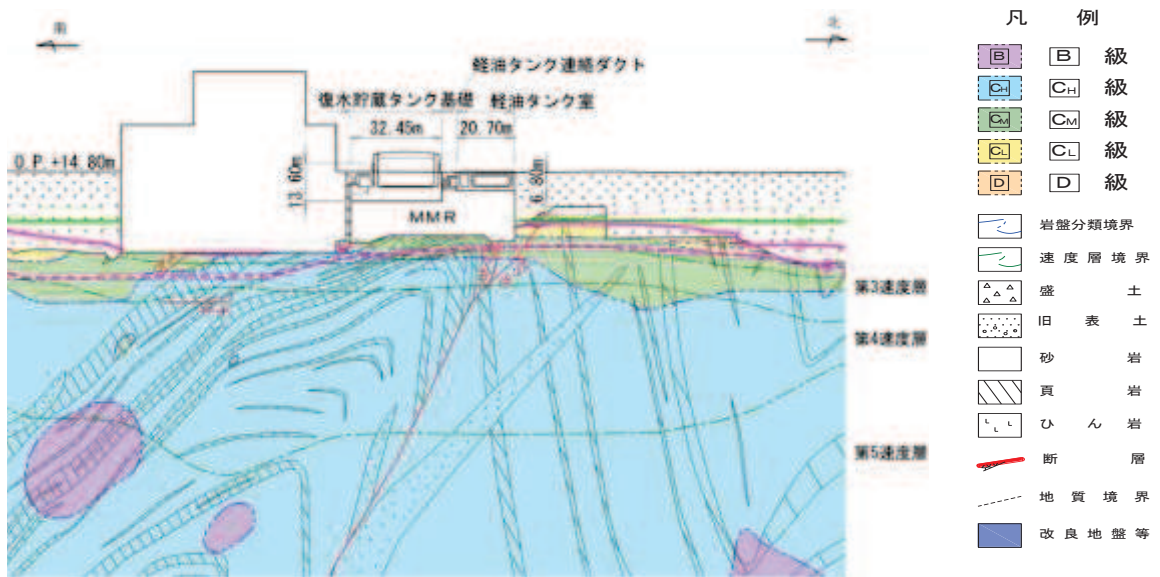 南
北
軽油タンク連絡ダクト
復水貯蔵タンク基礎 軽油タンク室
32.45m 20.70m
O.P.+14.80m
13.60m
6.80m
MMR
第3速度層
第4速度層
第5速度層
凡 例
B B 級
CH CH 級
CM CM 級
CL CL 級
D D 級
岩盤分類境界
速度層境界
盛 土
旧 表 土
砂 岩
頁 岩
ひ ん 岩
断 層
地 質 境 界
改 良 地 盤 等